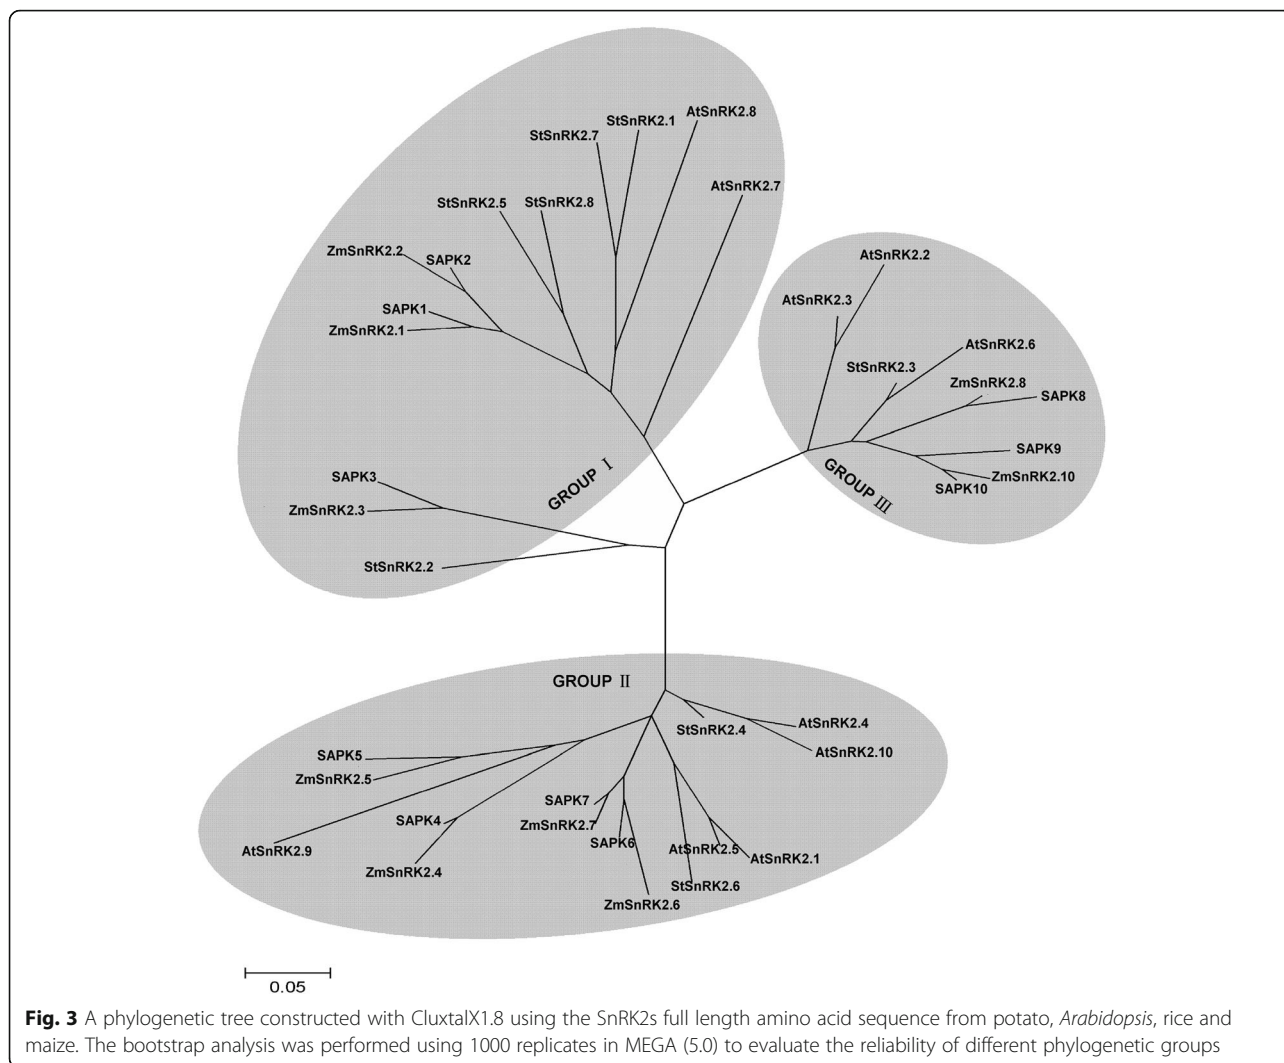 AtSnRK2.8
StSnRK2.1
StSnRK2.7
AtSnRK2.7
StSnRK2.5
StSnRK2.8
ZmSnRK2.2
SAPK2
SAPK1
ZmSnRK2.1
SAPK3
ZmSnRK2.3
StSnRK2.2
GROUP I
AtSnRK2.2
AtSnRK2.3
AtSnRK2.6
StSnRK2.3
ZmSnRK2.8
SAPK8
SAPK9
ZmSnRK2.10
SAPK10
GROUP III
GROUP II
StSnRK2.4
AtSnRK2.4
AtSnRK2.10
SAPK5
ZmSnRK2.5
SAPK7
SAPK4
ZmSnRK2.7
SAPK6
AtSnRK2.9
AtSnRK2.5
AtSnRK2.1
ZmSnRK2.4
StSnRK2.6
ZmSnRK2.6
0.05
Fig. 3 A phylogenetic tree constructed with CluxtalX1.8 using the SnRK2s full length amino acid sequence from potato, Arabidopsis, rice and
maize. The bootstrap analysis was performed using 1000 replicates in MEGA (5.0) to evaluate the reliability of different phylogenetic groups